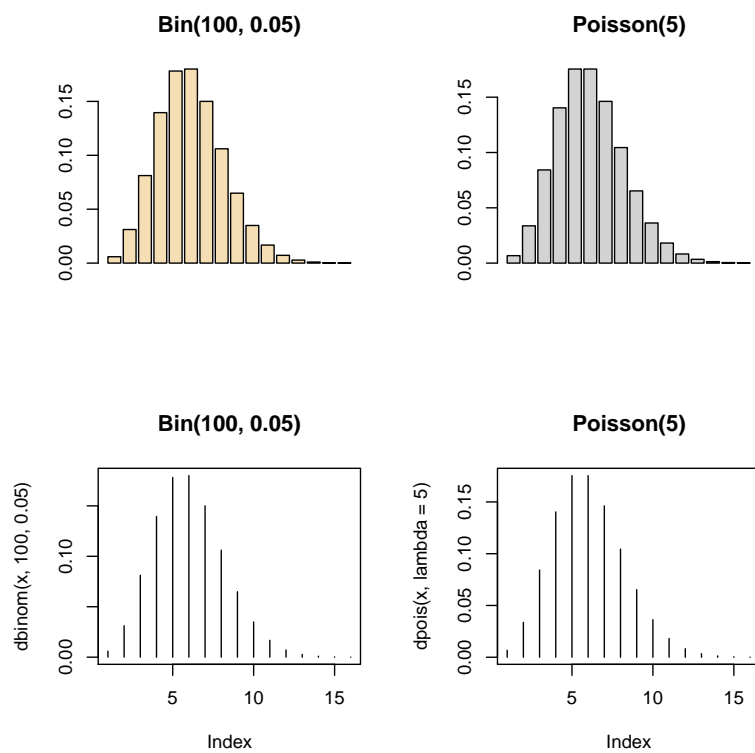 Bin(100, 0.05)
0.00 0.05 0.10 0.15
Poisson(5)
0.00 0.05 0.10 0.15
Bin(100, 0.05)
dbinom(x, 100, 0.05)
0.00 0.10
5 10 15
Index
Poisson(5)
dpois(x, lambda = 5)
0.00 0.05 0.10 0.15
5 10 15
Index